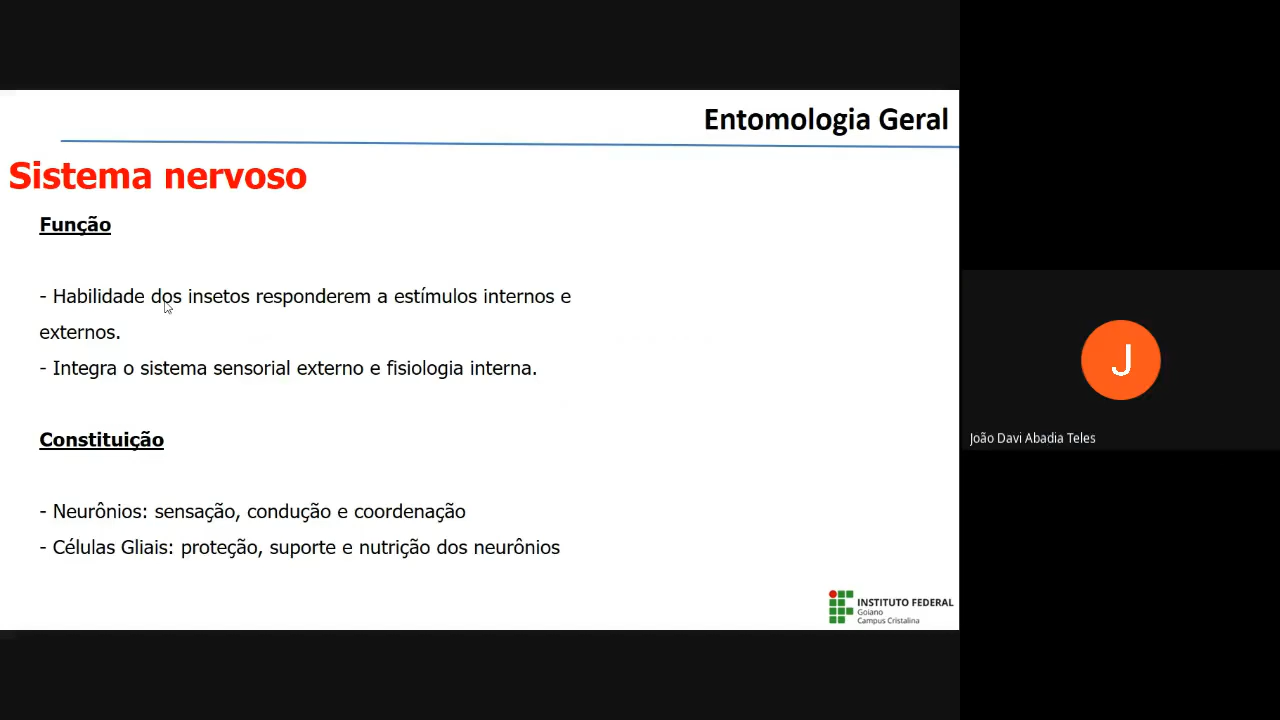 Entomologia Geral
Sistema nervoso
Função
- Habilidade dos insetos responderem a estímulos internos e
externos.
- Integra o sistema sensorial externo e fisiologia interna.
Constituição
- Neurônios: sensação, condução e coordenação
- Células Gliais: proteção, suporte e nutrição dos neurônios
INSTITUTO FEDERAL
Goiano
Campus Cristalina
J
João Davi Abadia Teles